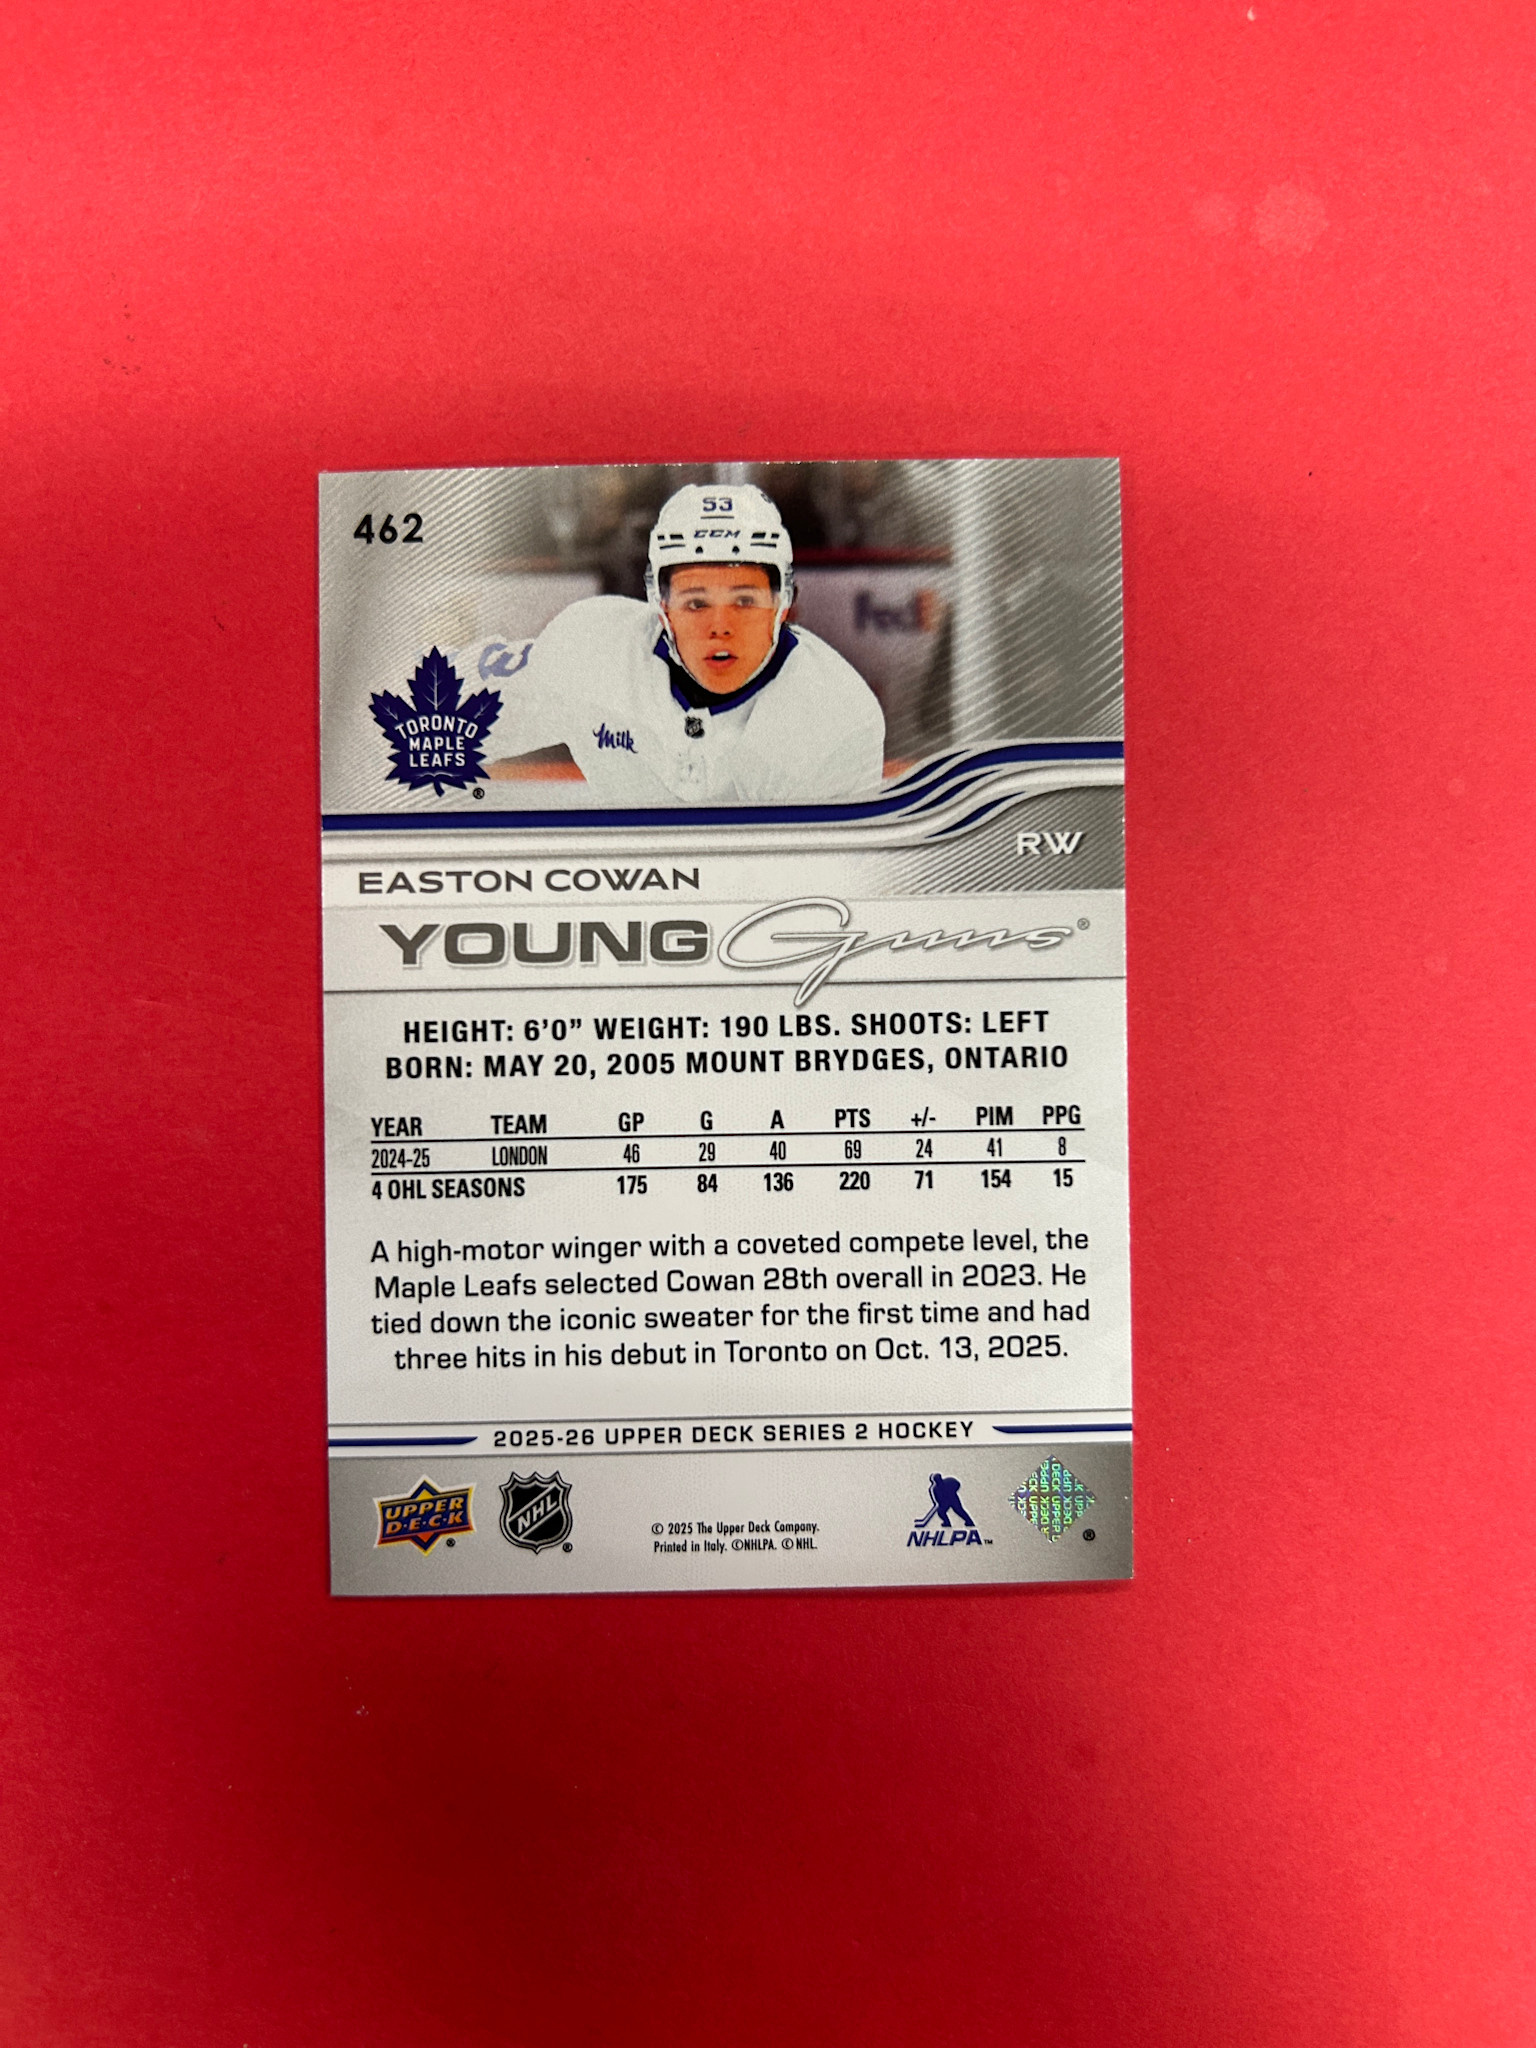 462
53
CCM
FedE
TORONTO
MAPLE
LEAFS
®
Milk
RW
EASTON COWAN
YOUNG Guns®
HEIGHT: 6'0" WEIGHT: 190 LBS. SHOOTS: LEFT
BORN: MAY 20, 2005 MOUNT BRYDGES, ONTARIO
YEAR TEAM GP G A PTS +/- PIM PPG
2024-25 LONDON 46 29 40 69 24 41 8
4 OHL SEASONS 175 84 136 220 71 154 15
A high-motor winger with a coveted compete level, the
Maple Leafs selected Cowan 28th overall in 2023. He
tied down the iconic sweater for the first time and had
three hits in his debut in Toronto on Oct. 13, 2025.
2025-26 UPPER DECK SERIES 2 HOCKEY
UPPER
D·E·C·K
®
NHL
®
© 2025 The Upper Deck Company.
Printed in Italy. ©NHLPA. © NHL.
NHLPA™
UPPER DECK
®